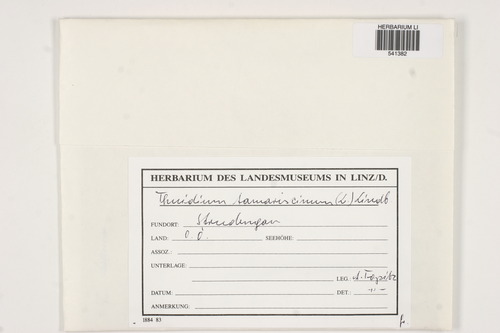 HERBARIUM LI
541382
HERBARIUM DES LANDESMUSEUMS IN LINZ/D.
Thuidium tamariscinum (L) Lindb
FUNDORT: Strudengau
LAND: O.Ö. SEEHÖHE:
ASSOZ.:
UNTERLAGE:
LEG.:
DATUM: DET.: -"-
ANMERKUNG:
1884 83